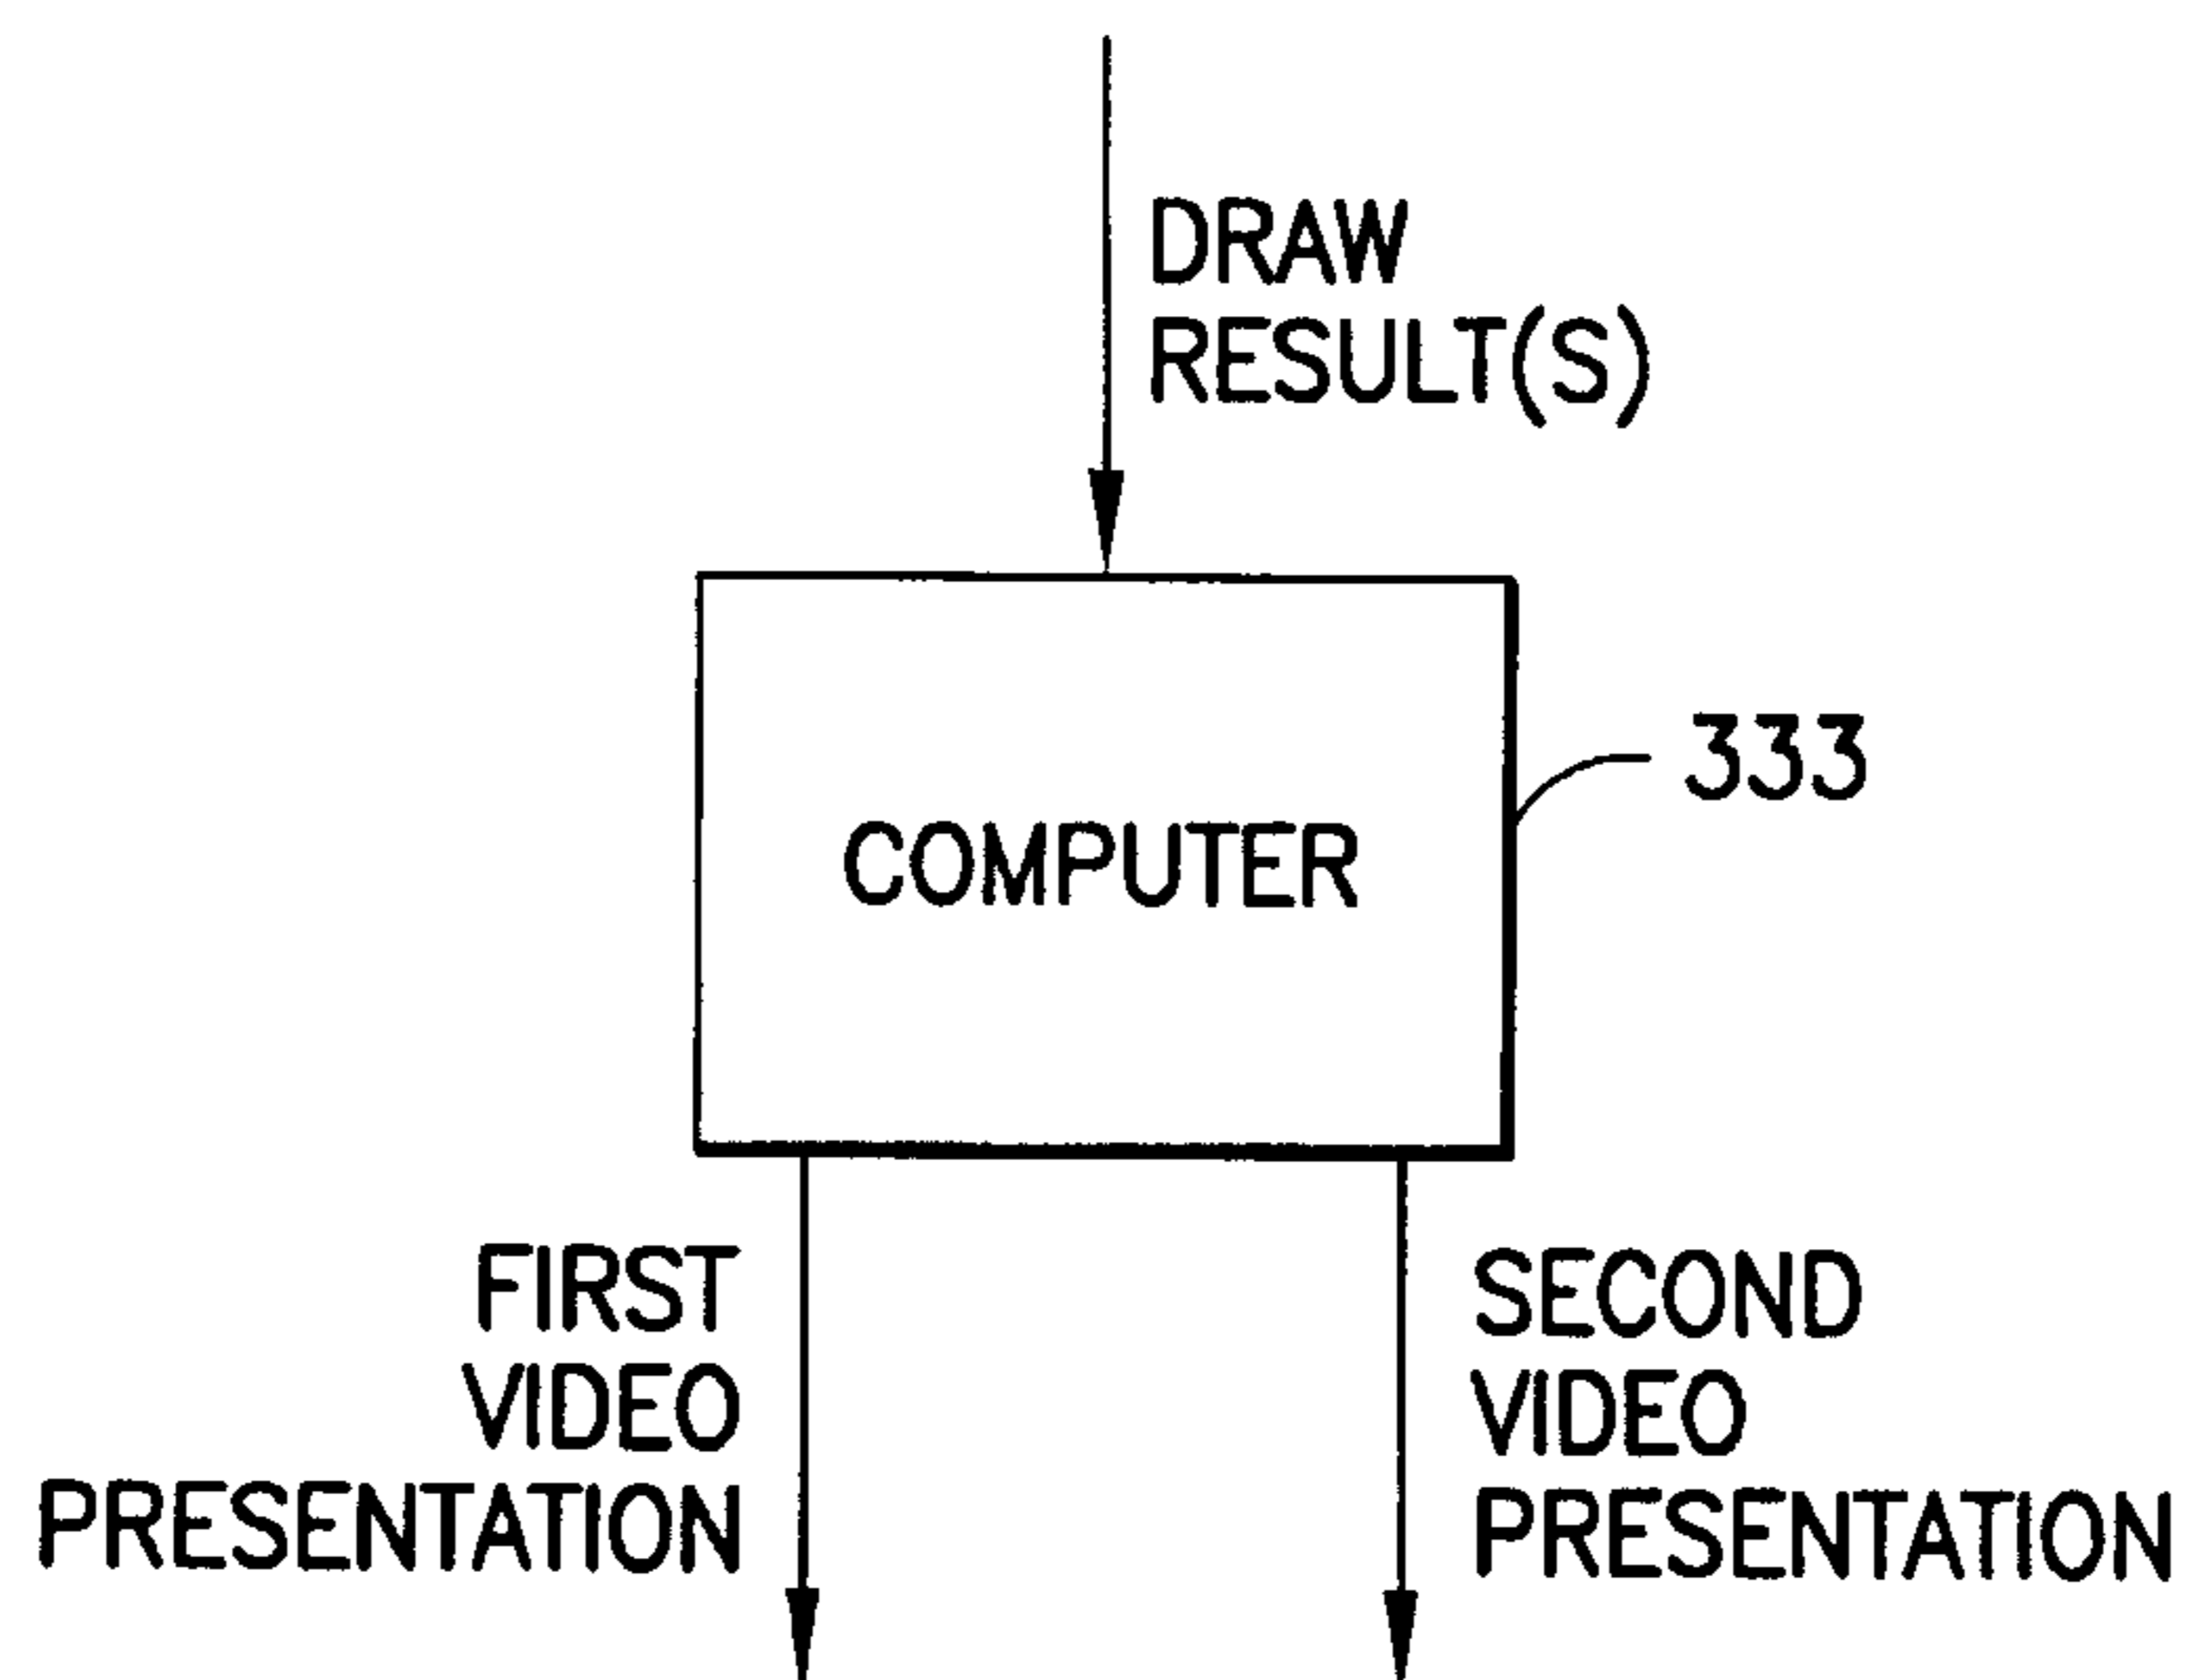 DRAW
RESULT(S)
333
COMPUTER
FIRST
VIDEO
PRESENTATION
SECOND
VIDEO
PRESENTATION